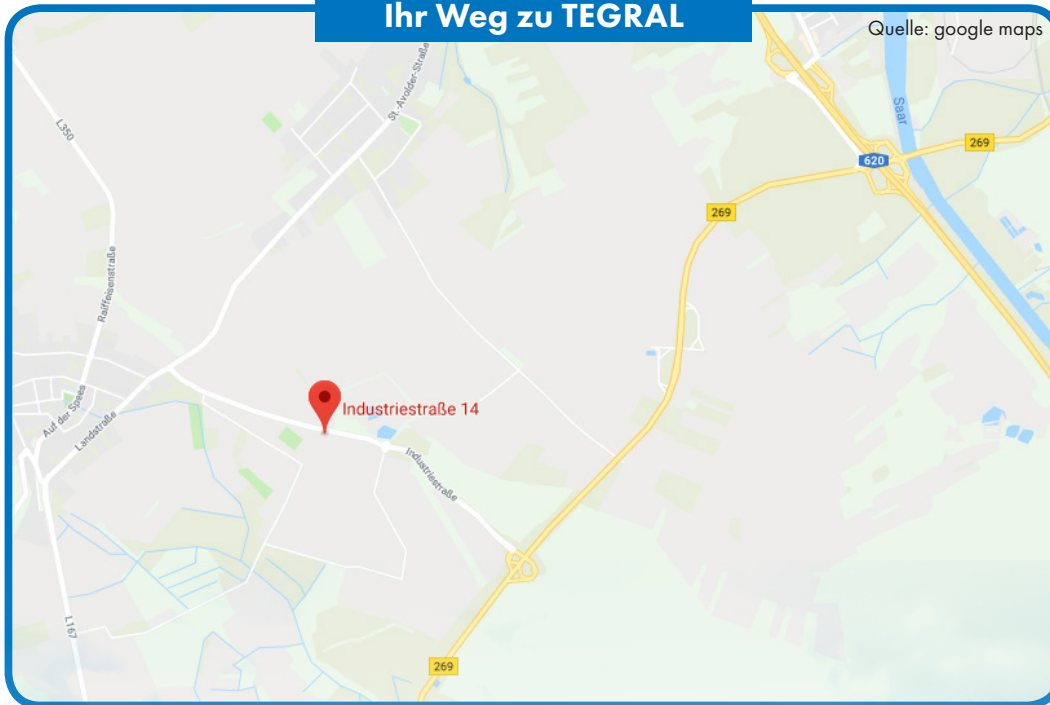 Ihr Weg zu TEGRAL
Quelle: google maps
St.-Avolder-Straße
L350
Saar
269
620
269
Raiffeisenstraße
Auf der Spees
Landstraße
Industriestraße 14
Industriestraße
L167
269